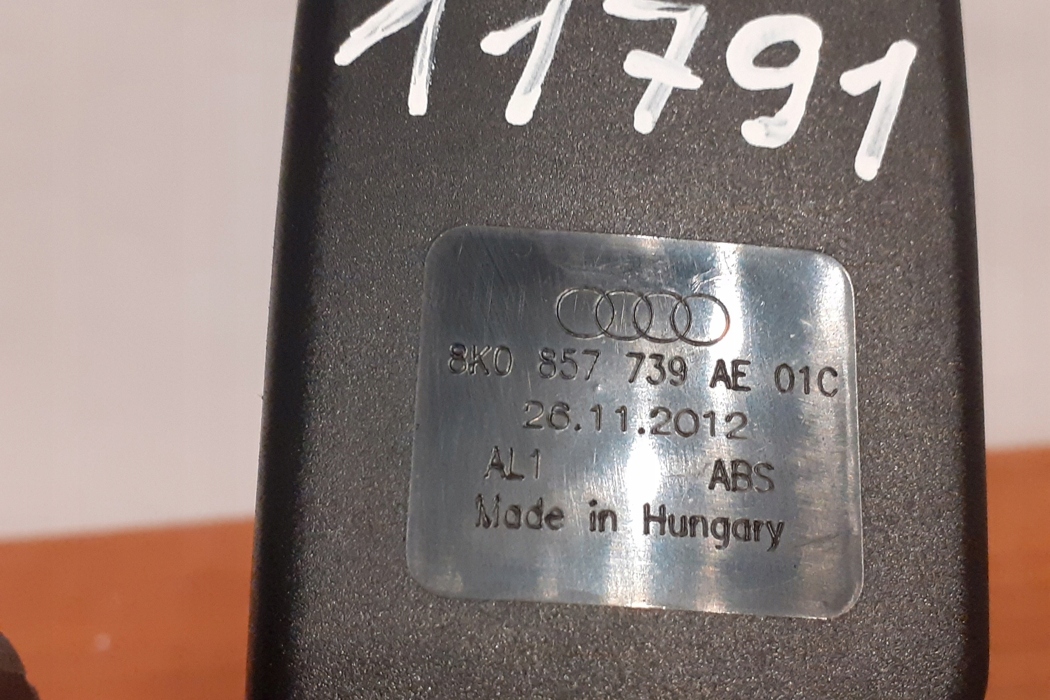 11791
8K0 857 739 AE 01C
26.11.2012
AL1 ABS
Made in Hungary